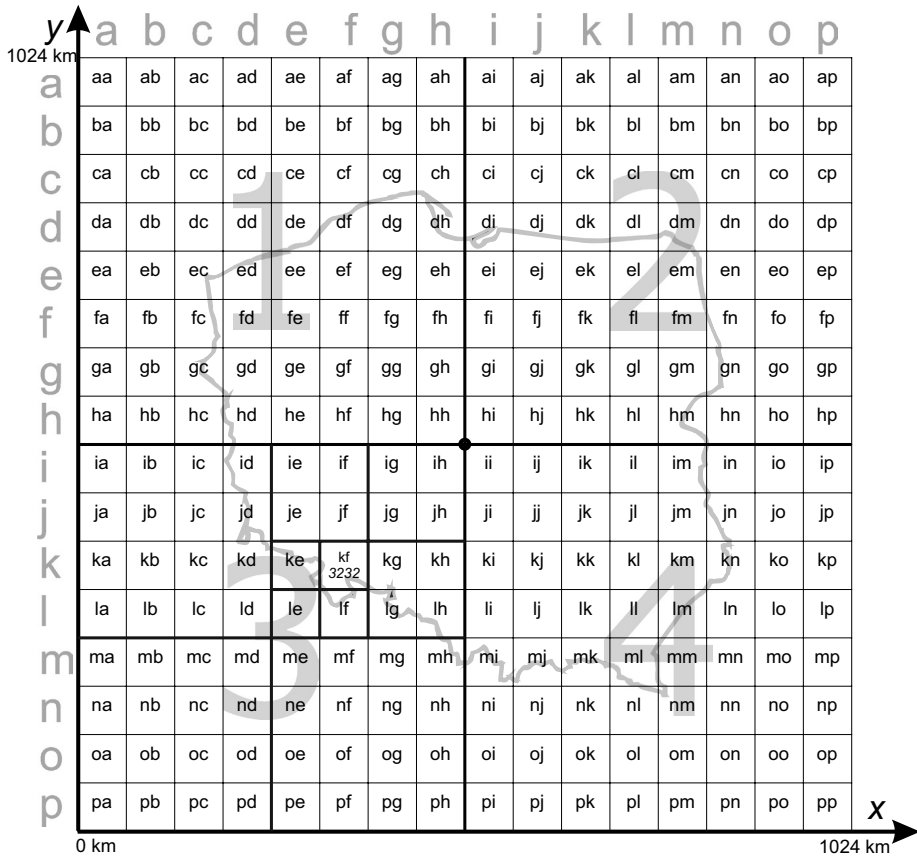 y a b c d e f g h i j k l m n o p
1024 km
a aa ab ac ad ae af ag ah ai aj ak al am an ao ap
b ba bb bc bd be bf bg bh bi bj bk bl bm bn bo bp
c ca cb cc cd ce cf cg ch ci cj ck cl cm cn co cp
1 2
d da db dc dd de df dg dh di dj dk dl dm dn do dp
e ea eb ec ed ee ef eg eh ei ej ek el em en eo ep
f fa fb fc fd fe ff fg fh fi fj fk fl fm fn fo fp
g ga gb gc gd ge gf gg gh gi gj gk gl gm gn go gp
h ha hb hc hd he hf hg hh hi hj hk hl hm hn ho hp
i ia ib ic id ie if ig ih ii ij ik il im in io ip
j ja jb jc jd je jf jg jh ji jj jk jl jm jn jo jp
k ka kb kc kd ke kf kg kh ki kj kk kl km kn ko kp
3232
l la lb lc ld le lf lg lh li lj lk ll lm ln lo lp
3 4
m ma mb mc md me mf mg mh mi mj mk ml mm mn mo mp
n na nb nc nd ne nf ng nh ni nj nk nl nm nn no np
o oa ob oc od oe of og oh oi oj ok ol om on oo op
p pa pb pc pd pe pf pg ph pi pj pk pl pm pn po pp
x
0 km 1024 km